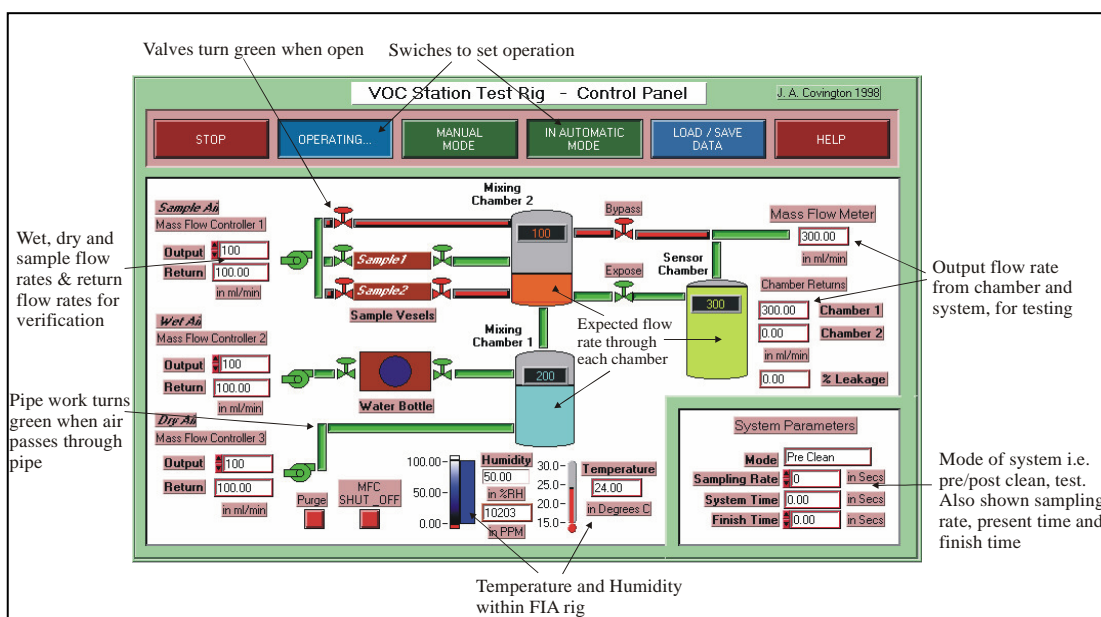 Valves turn green when open
Swiches to set operation
VOC Station Test Rig - Control Panel
J. A. Covington 1998
STOP
OPERATING...
MANUAL
MODE
IN AUTOMATIC
MODE
LOAD / SAVE
DATA
HELP
Mixing
Chamber 2
Sample Air
Mass Flow Controller 1
Output
100
Return
100.00
in ml/min
Sample1
Sample2
Sample Vessels
100
Bypass
Expose
Sensor
Chamber
300
Mass Flow Meter
300.00
in ml/min
Chamber Returns
300.00
Chamber 1
0.00
Chamber 2
in ml/min
0.00
% Leakage
Wet, dry and
sample flow
rates & return
flow rates for
verification
Output flow rate
from chamber and
system, for testing
Wet Air
Mass Flow Controller 2
Output
100
Return
100.00
in ml/min
Water Bottle
Mixing
Chamber 1
200
Expected flow
rate through
each chamber
Pipe work turns
green when air
passes through
pipe
Dry Air
Mass Flow Controller 3
Output
100
Return
100.00
in ml/min
Purge
MFC
SHUT_OFF
100.00
50.00
0.00
Humidity
50.00
in %RH
10203
in PPM
30.0
25.0
20.0
15.0
Temperature
24.00
in Degrees C
System Parameters
Mode
Pre Clean
Sampling Rate
0
in Secs
System Time
0.00
in Secs
Finish Time
0.00
in Secs
Mode of system i.e.
pre/post clean, test.
Also shown sampling
rate, present time and
finish time
Temperature and Humidity
within FIA rig